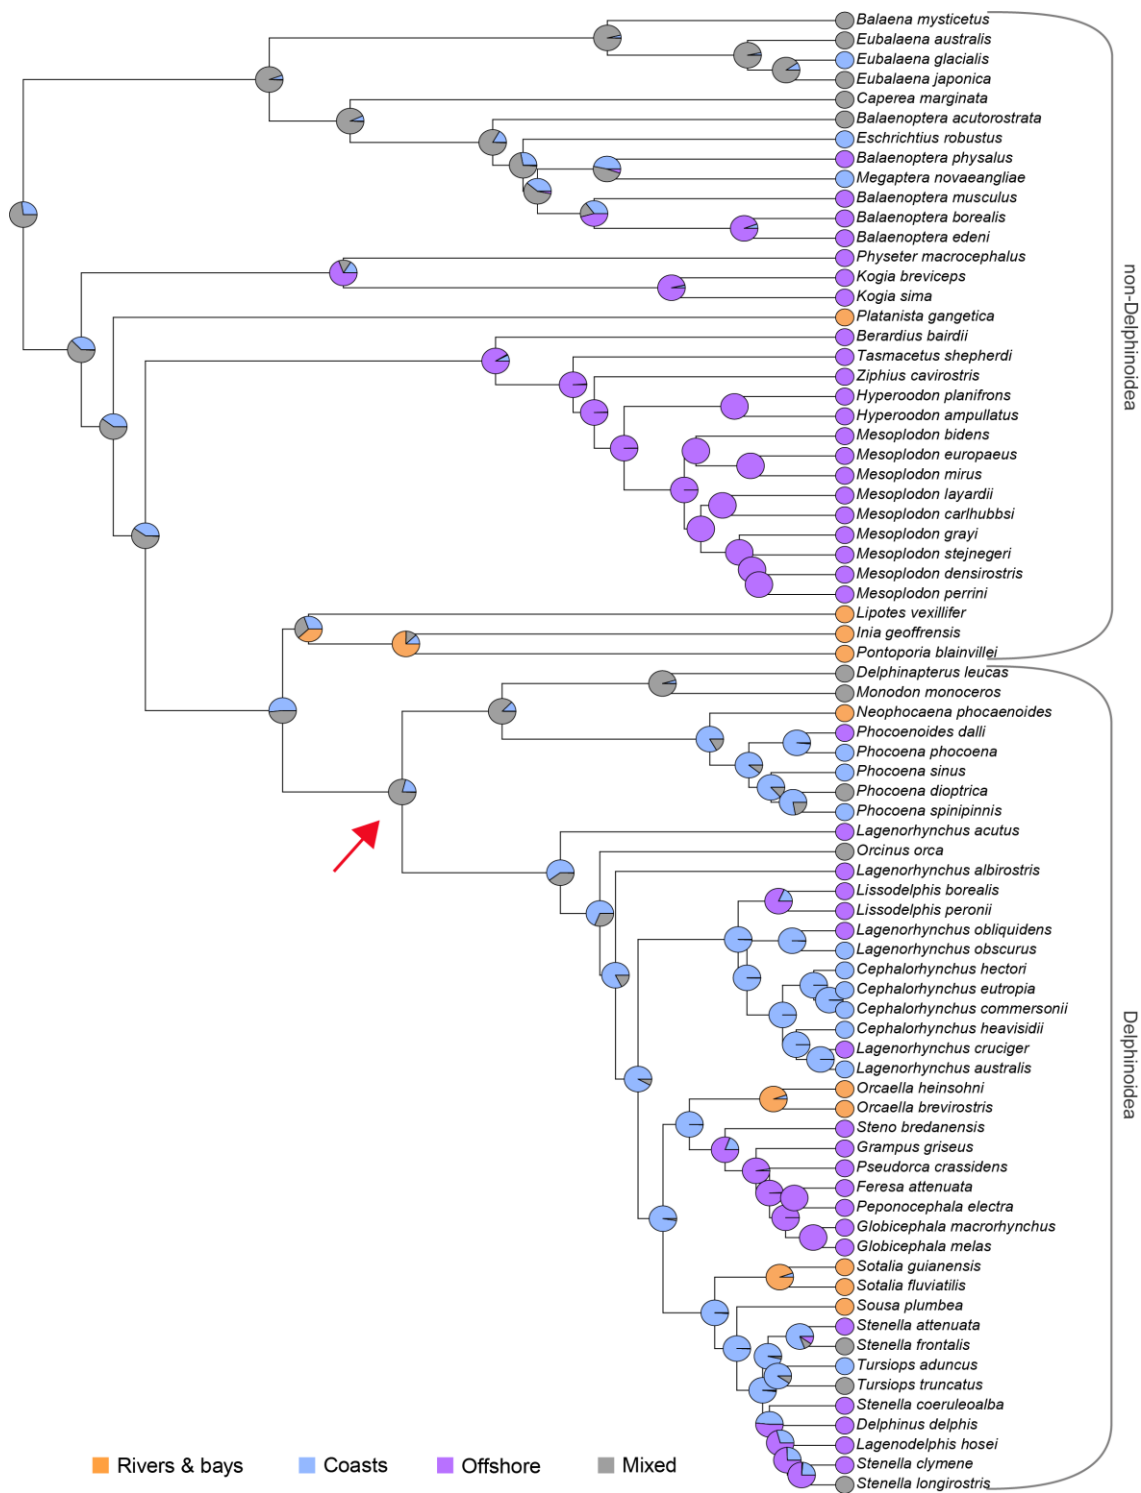 Balaena mysticetus
Eubalaena australis
Eubalaena glacialis
Eubalaena japonica
Caperea marginata
Balaenoptera acutorostrata
Eschrichtius robustus
Balaenoptera physalus
Megaptera novaeangliae
Balaenoptera musculus
Balaenoptera borealis
Balaenoptera edeni
Physeter macrocephalus
Kogia breviceps
Kogia sima
Platanista gangetica
Berardius bairdii
Tasmacetus shepherdi
Ziphius cavirostris
Hyperoodon planifrons
Hyperoodon ampullatus
Mesoplodon bidens
Mesoplodon europaeus
Mesoplodon mirus
Mesoplodon layardii
Mesoplodon carlhubbsi
Mesoplodon grayi
Mesoplodon stejnegeri
Mesoplodon densirostris
Mesoplodon perrini
Lipotes vexillifer
Inia geoffrensis
Pontoporia blainvillei
non-Delphinoidea
Delphinapterus leucas
Monodon monoceros
Neophocaena phocaenoides
Phocoenoides dalli
Phocoena phocoena
Phocoena sinus
Phocoena dioptrica
Phocoena spinipinnis
Lagenorhynchus acutus
Orcinus orca
Lagenorhynchus albirostris
Lissodelphis borealis
Lissodelphis peronii
Lagenorhynchus obliquidens
Lagenorhynchus obscurus
Cephalorhynchus hectori
Cephalorhynchus eutropia
Cephalorhynchus commersonii
Cephalorhynchus heavisidii
Lagenorhynchus cruciger
Lagenorhynchus australis
Orcaella heinsohni
Orcaella brevirostris
Steno bredanensis
Grampus griseus
Pseudorca crassidens
Feresa attenuata
Peponocephala electra
Globicephala macrorhynchus
Globicephala melas
Sotalia guianensis
Sotalia fluviatilis
Sousa plumbea
Stenella attenuata
Stenella frontalis
Tursiops aduncus
Tursiops truncatus
Stenella coeruleoalba
Delphinus delphis
Lagenodelphis hosei
Stenella clymene
Stenella longirostris
Delphinoidea
Rivers & bays Coasts Offshore Mixed